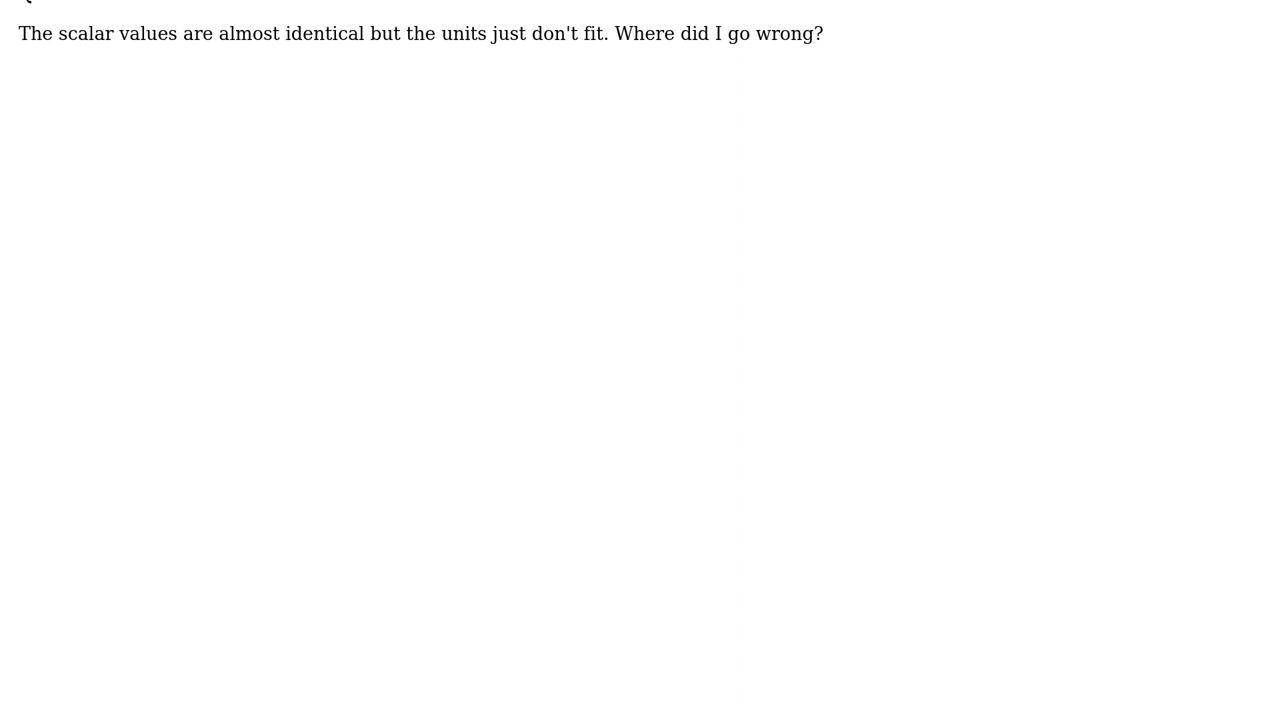 The scalar values are almost identical but the units just don't fit. Where did I go wrong?